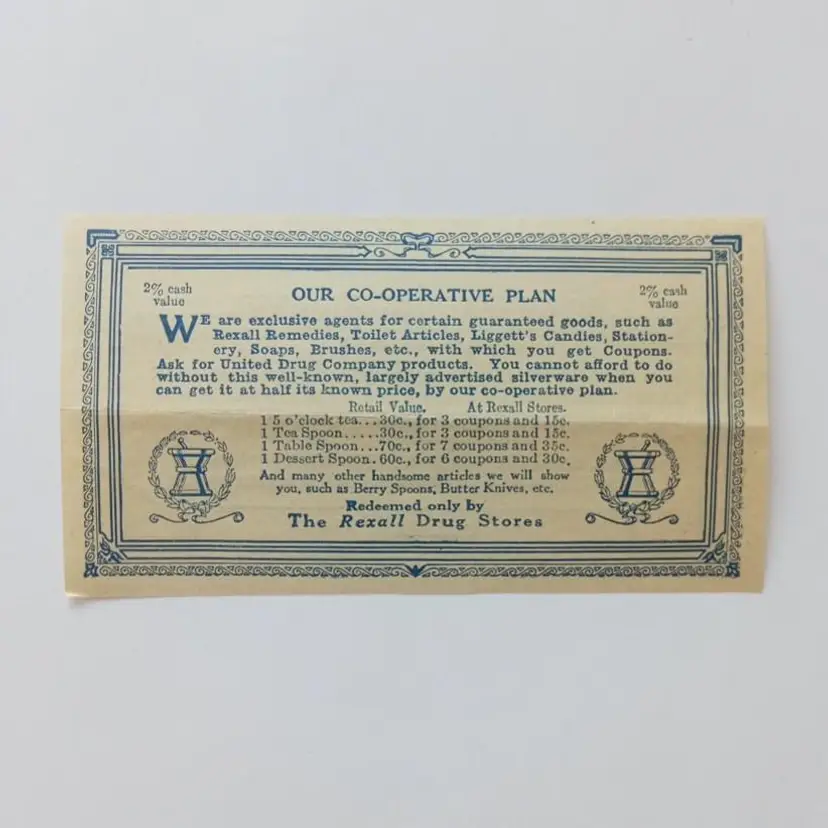 2% cash value
OUR CO-OPERATIVE PLAN
2% cash value
WE are exclusive agents for certain guaranteed goods, such as
Rexall Remedies, Toilet Articles, Liggett's Candies, Station-
ery, Soaps, Brushes, etc., with which you get Coupons.
Ask for United Drug Company products. You cannot afford to do
without this well-known, largely advertised silverware when you
can get it at half its known price, by our co-operative plan.
Retail Value. At Rexall Stores.
1 5 o'clock tea...30c., for 3 coupons and 15c.
1 Tea Spoon.....30c., for 3 coupons and 15c.
1 Table Spoon...70c., for 7 coupons and 35c.
1 Dessert Spoon. 60c., for 6 coupons and 30c.
And many other handsome articles we will show
you, such as Berry Spoons, Butter Knives, etc.
Redeemed only by
The Rexall Drug Stores